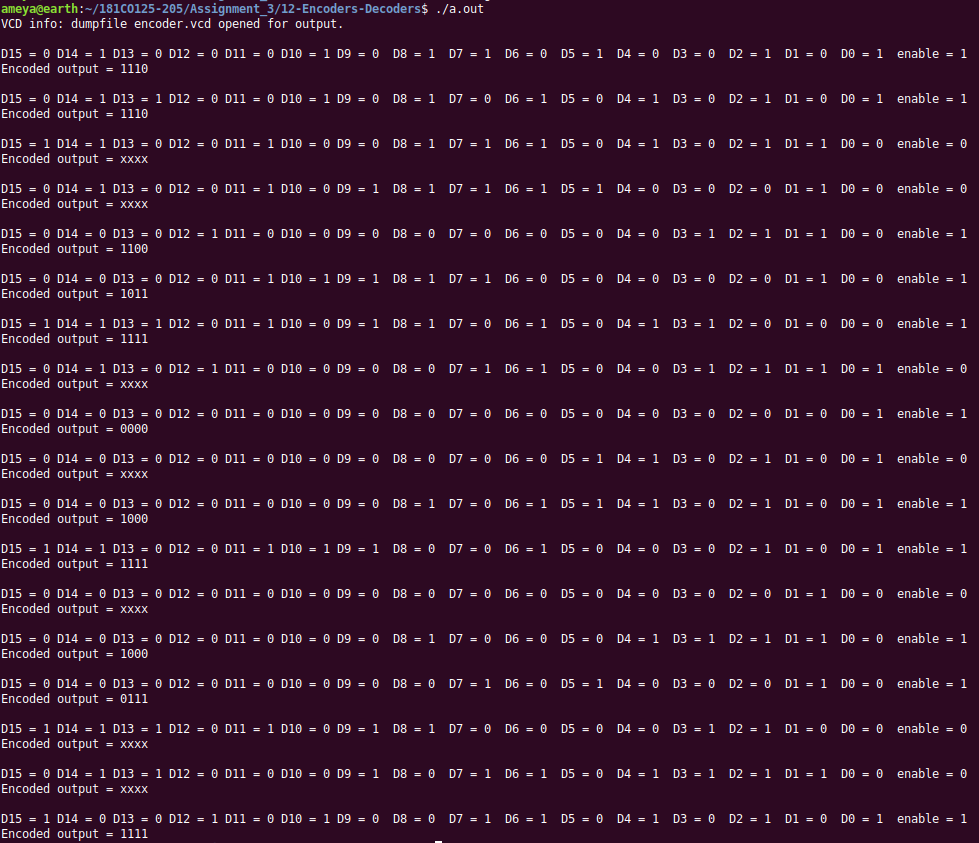 ameya@earth:~/181CO125-205/Assignment_3/12-Encoders-Decoders$ ./a.out
VCD info: dumpfile encoder.vcd opened for output.
D15 = 0 D14 = 1 D13 = 0 D12 = 0 D11 = 0 D10 = 1 D9 = 0  D8 = 1  D7 = 1  D6 = 0  D5 = 1  D4 = 0  D3 = 0  D2 = 1  D1 = 0  D0 = 1  enable = 1
Encoded output = 1110
D15 = 0 D14 = 1 D13 = 1 D12 = 0 D11 = 0 D10 = 1 D9 = 0  D8 = 1  D7 = 0  D6 = 1  D5 = 0  D4 = 1  D3 = 0  D2 = 1  D1 = 0  D0 = 1  enable = 1
Encoded output = 1110
D15 = 1 D14 = 1 D13 = 0 D12 = 0 D11 = 1 D10 = 0 D9 = 0  D8 = 1  D7 = 1  D6 = 1  D5 = 0  D4 = 1  D3 = 0  D2 = 1  D1 = 1  D0 = 0  enable = 0
Encoded output = xxxx
D15 = 0 D14 = 1 D13 = 0 D12 = 0 D11 = 0 D10 = 0 D9 = 1  D8 = 1  D7 = 1  D6 = 1  D5 = 1  D4 = 0  D3 = 0  D2 = 0  D1 = 1  D0 = 0  enable = 0
Encoded output = xxxx
D15 = 0 D14 = 0 D13 = 0 D12 = 1 D11 = 0 D10 = 0 D9 = 0  D8 = 0  D7 = 0  D6 = 0  D5 = 0  D4 = 0  D3 = 1  D2 = 1  D1 = 1  D0 = 0  enable = 1
Encoded output = 1100
D15 = 0 D14 = 0 D13 = 0 D12 = 0 D11 = 1 D10 = 1 D9 = 1  D8 = 1  D7 = 1  D6 = 0  D5 = 0  D4 = 0  D3 = 0  D2 = 0  D1 = 1  D0 = 0  enable = 1
Encoded output = 1011
D15 = 1 D14 = 1 D13 = 1 D12 = 0 D11 = 1 D10 = 0 D9 = 1  D8 = 1  D7 = 0  D6 = 1  D5 = 0  D4 = 1  D3 = 1  D2 = 0  D1 = 0  D0 = 0  enable = 1
Encoded output = 1111
D15 = 0 D14 = 1 D13 = 0 D12 = 1 D11 = 0 D10 = 0 D9 = 0  D8 = 0  D7 = 1  D6 = 1  D5 = 0  D4 = 0  D3 = 1  D2 = 1  D1 = 1  D0 = 1  enable = 0
Encoded output = xxxx
D15 = 0 D14 = 0 D13 = 0 D12 = 0 D11 = 0 D10 = 0 D9 = 0  D8 = 0  D7 = 0  D6 = 0  D5 = 0  D4 = 0  D3 = 0  D2 = 0  D1 = 0  D0 = 1  enable = 1
Encoded output = 0000
D15 = 0 D14 = 0 D13 = 0 D12 = 0 D11 = 0 D10 = 0 D9 = 0  D8 = 0  D7 = 0  D6 = 0  D5 = 1  D4 = 1  D3 = 0  D2 = 1  D1 = 0  D0 = 1  enable = 0
Encoded output = xxxx
D15 = 0 D14 = 0 D13 = 0 D12 = 0 D11 = 0 D10 = 0 D9 = 0  D8 = 1  D7 = 0  D6 = 1  D5 = 1  D4 = 1  D3 = 0  D2 = 1  D1 = 0  D0 = 1  enable = 1
Encoded output = 1000
D15 = 1 D14 = 1 D13 = 0 D12 = 0 D11 = 1 D10 = 1 D9 = 1  D8 = 0  D7 = 0  D6 = 1  D5 = 0  D4 = 0  D3 = 0  D2 = 1  D1 = 0  D0 = 1  enable = 1
Encoded output = 1111
D15 = 0 D14 = 0 D13 = 0 D12 = 0 D11 = 0 D10 = 0 D9 = 0  D8 = 0  D7 = 1  D6 = 1  D5 = 0  D4 = 0  D3 = 0  D2 = 0  D1 = 1  D0 = 0  enable = 0
Encoded output = xxxx
D15 = 0 D14 = 0 D13 = 0 D12 = 0 D11 = 0 D10 = 0 D9 = 0  D8 = 1  D7 = 0  D6 = 0  D5 = 0  D4 = 1  D3 = 1  D2 = 1  D1 = 0  D0 = 1  enable = 1
Encoded output = 1000
D15 = 0 D14 = 0 D13 = 0 D12 = 0 D11 = 0 D10 = 0 D9 = 0  D8 = 0  D7 = 1  D6 = 0  D5 = 1  D4 = 0  D3 = 0  D2 = 0  D1 = 1  D0 = 0  enable = 1
Encoded output = 0111
D15 = 1 D14 = 1 D13 = 1 D12 = 1 D11 = 0 D10 = 0 D9 = 1  D8 = 1  D7 = 0  D6 = 0  D5 = 0  D4 = 0  D3 = 0  D2 = 1  D1 = 1  D0 = 0  enable = 0
Encoded output = xxxx
D15 = 0 D14 = 1 D13 = 1 D12 = 0 D11 = 0 D10 = 0 D9 = 1  D8 = 0  D7 = 1  D6 = 1  D5 = 0  D4 = 1  D3 = 1  D2 = 1  D1 = 1  D0 = 0  enable = 0
Encoded output = xxxx
D15 = 1 D14 = 0 D13 = 0 D12 = 1 D11 = 0 D10 = 1 D9 = 0  D8 = 0  D7 = 1  D6 = 0  D5 = 1  D4 = 0  D3 = 0  D2 = 1  D1 = 0  D0 = 1  enable = 1
Encoded output = 1111